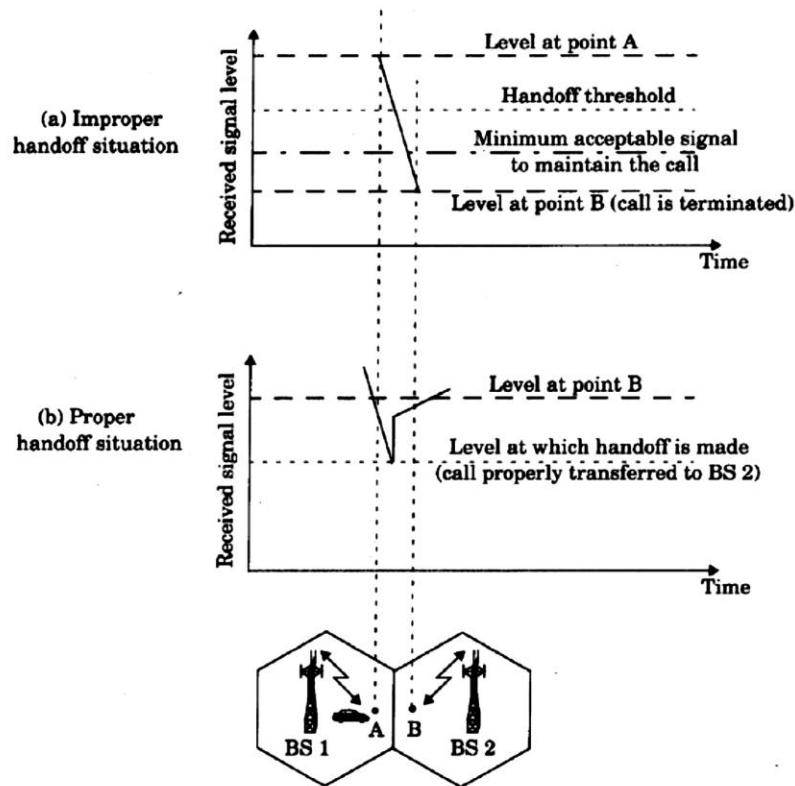 Received signal level
(a) Improper
handoff situation
Level at point A
Handoff threshold
Minimum acceptable signal
to maintain the call
Level at point B (call is terminated)
Time
Received signal level
(b) Proper
handoff situation
Level at point B
Level at which handoff is made
(call properly transferred to BS 2)
Time
A
B
BS 1
BS 2